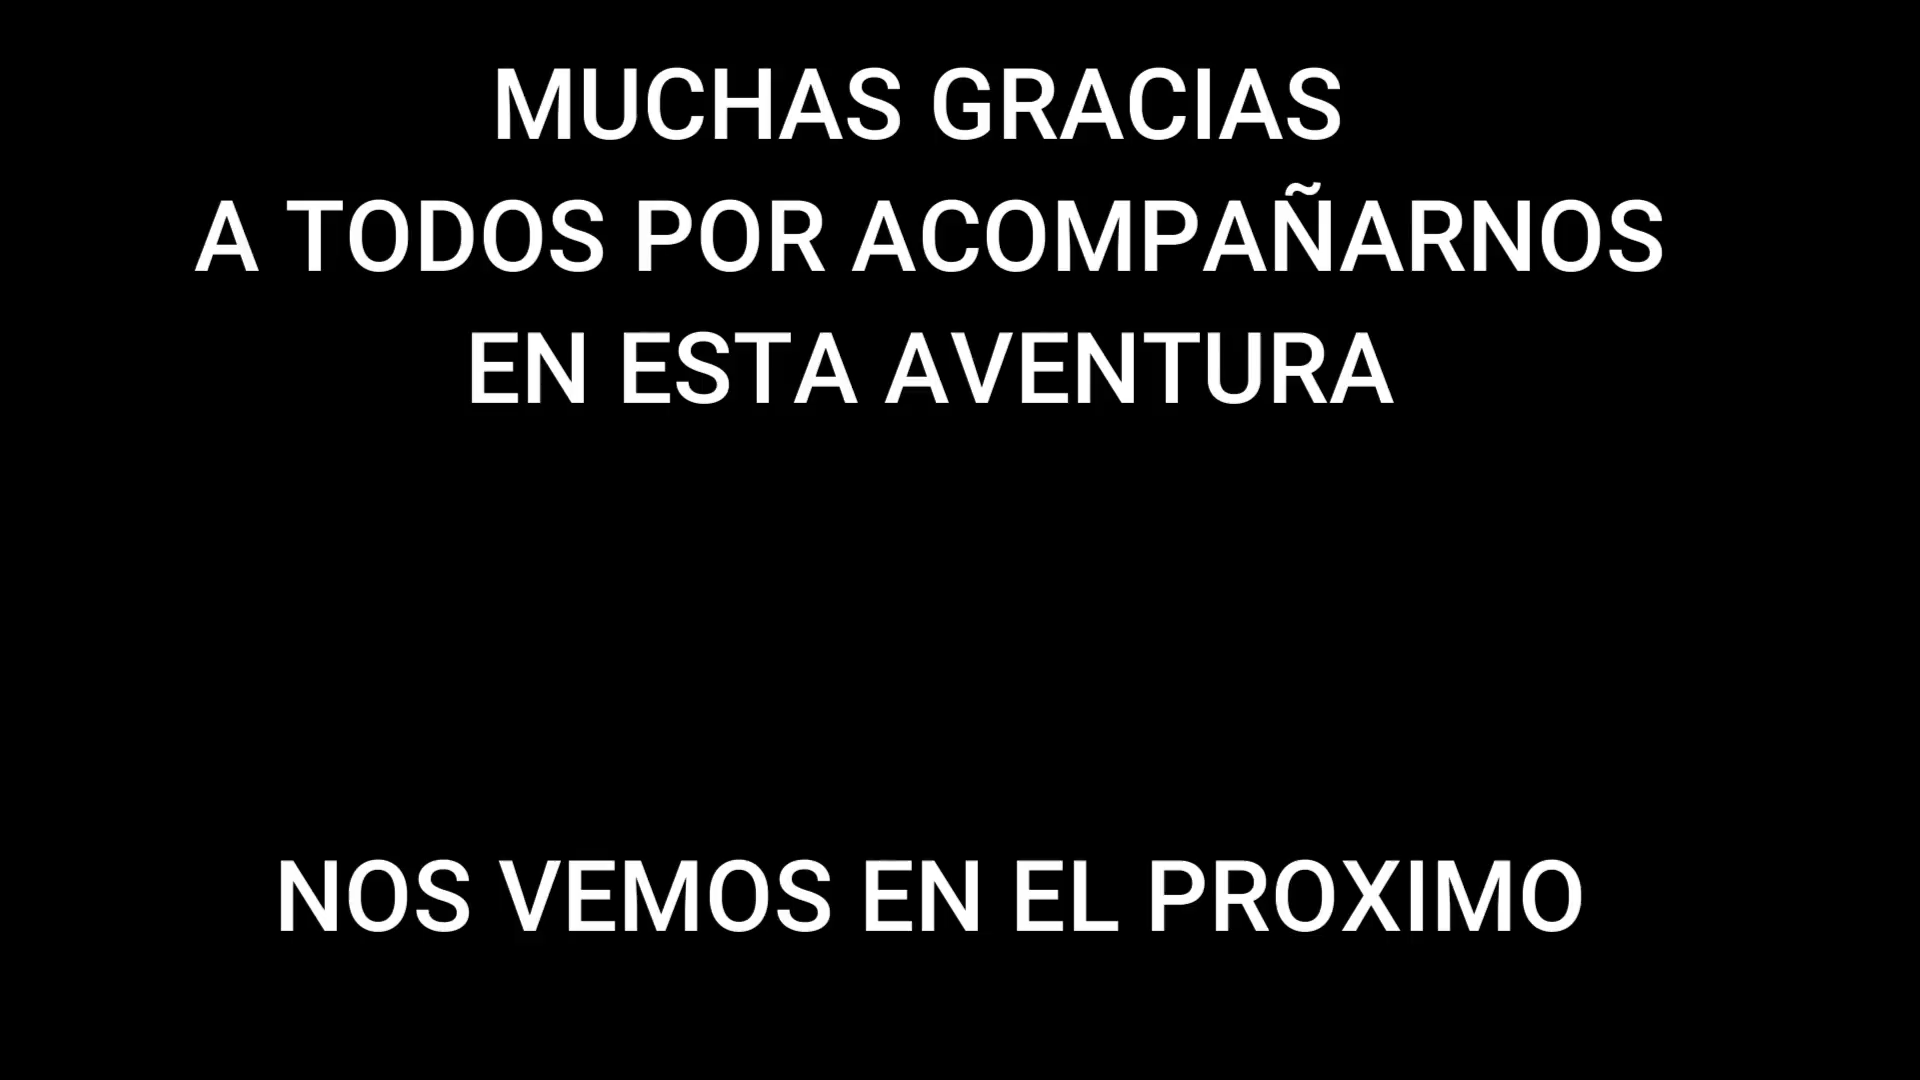 MUCHAS GRACIAS
A TODOS POR ACOMPAÑARNOS
EN ESTA AVENTURA
NOS VEMOS EN EL PROXIMO